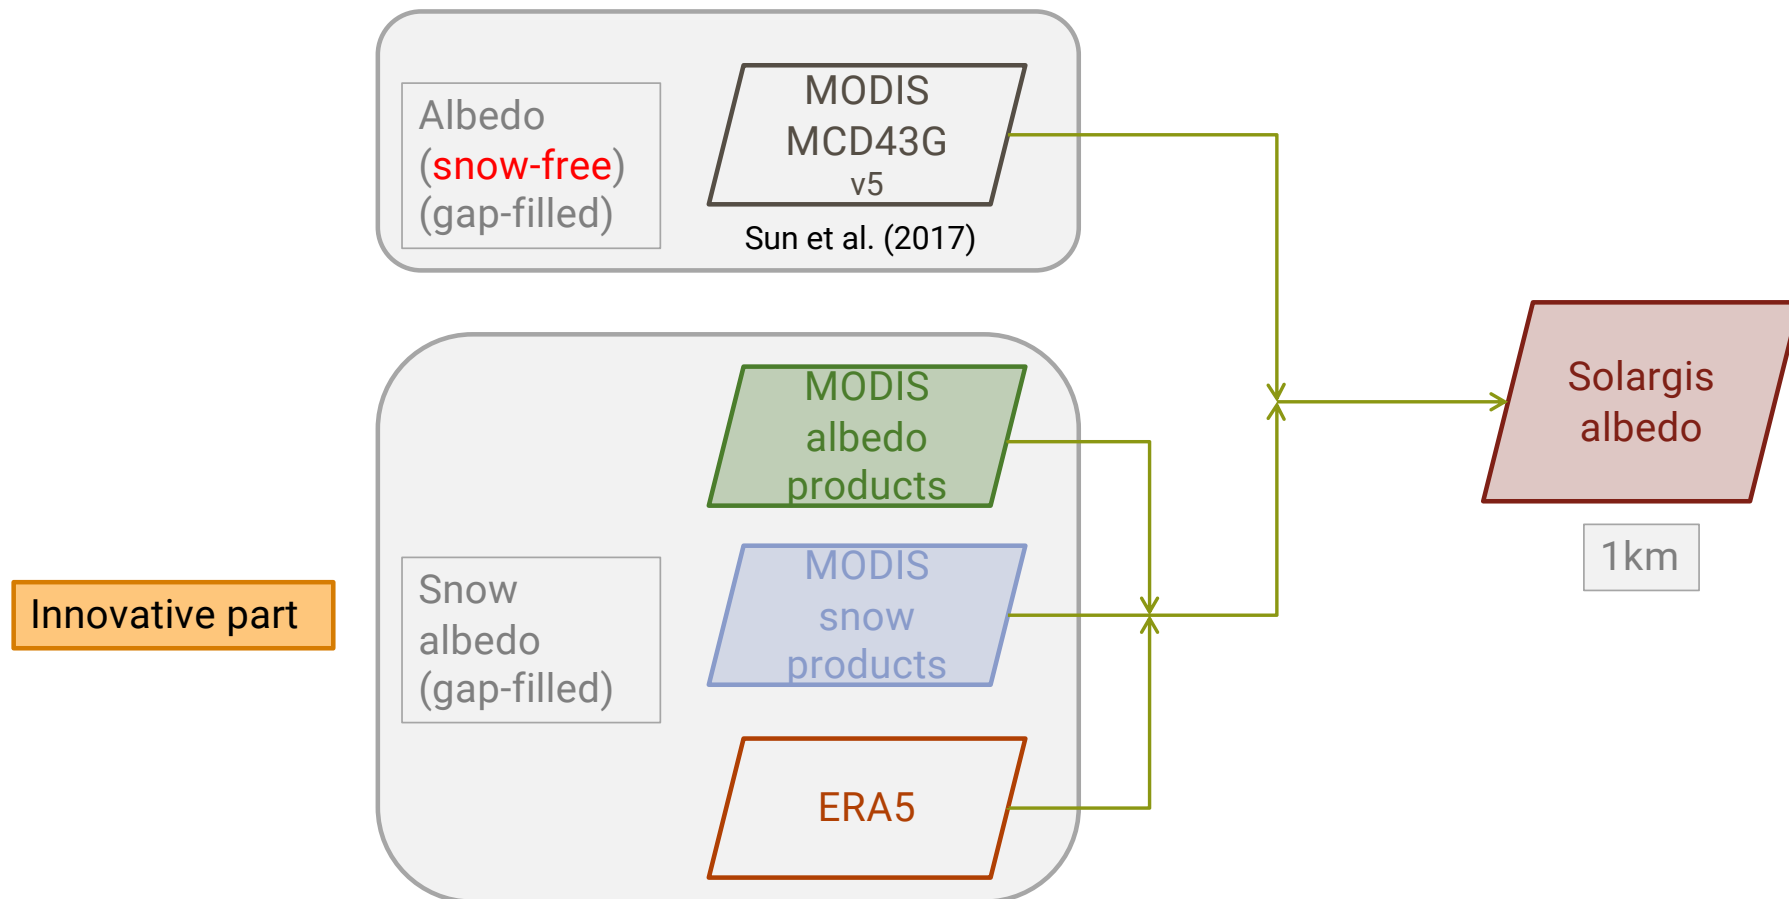 Albedo
(snow-free)
(gap-filled)
MODIS
MCD43G
v5
Sun et al. (2017)
MODIS
albedo
products
Innovative part
Snow
albedo
(gap-filled)
MODIS
snow
products
ERA5
Solargis
albedo
1km